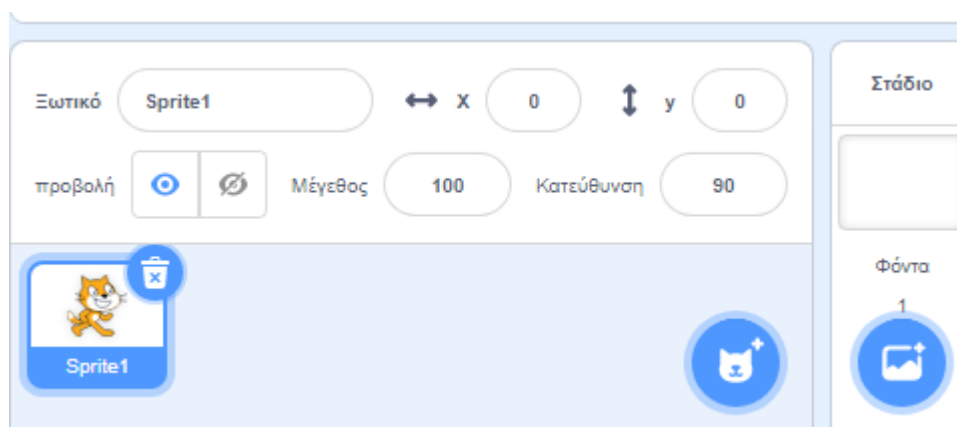 Ξωτικό Sprite1 x 0 y 0
προβολή Μέγεθος 100 Κατεύθυνση 90
Sprite1
Στάδιο
Φόντα
1